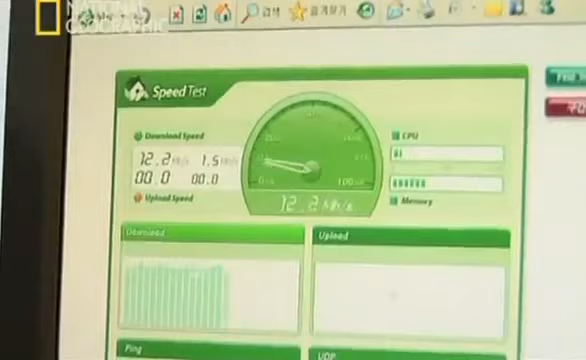 NATIONAL
GEOGRAPHIC
검색
즐겨찾기
Speed Test
Download Speed
12.2
1.5
00.0
00.0
Upload Speed
12.2
CPU
Memory
Download
Upload
Ping
UDP